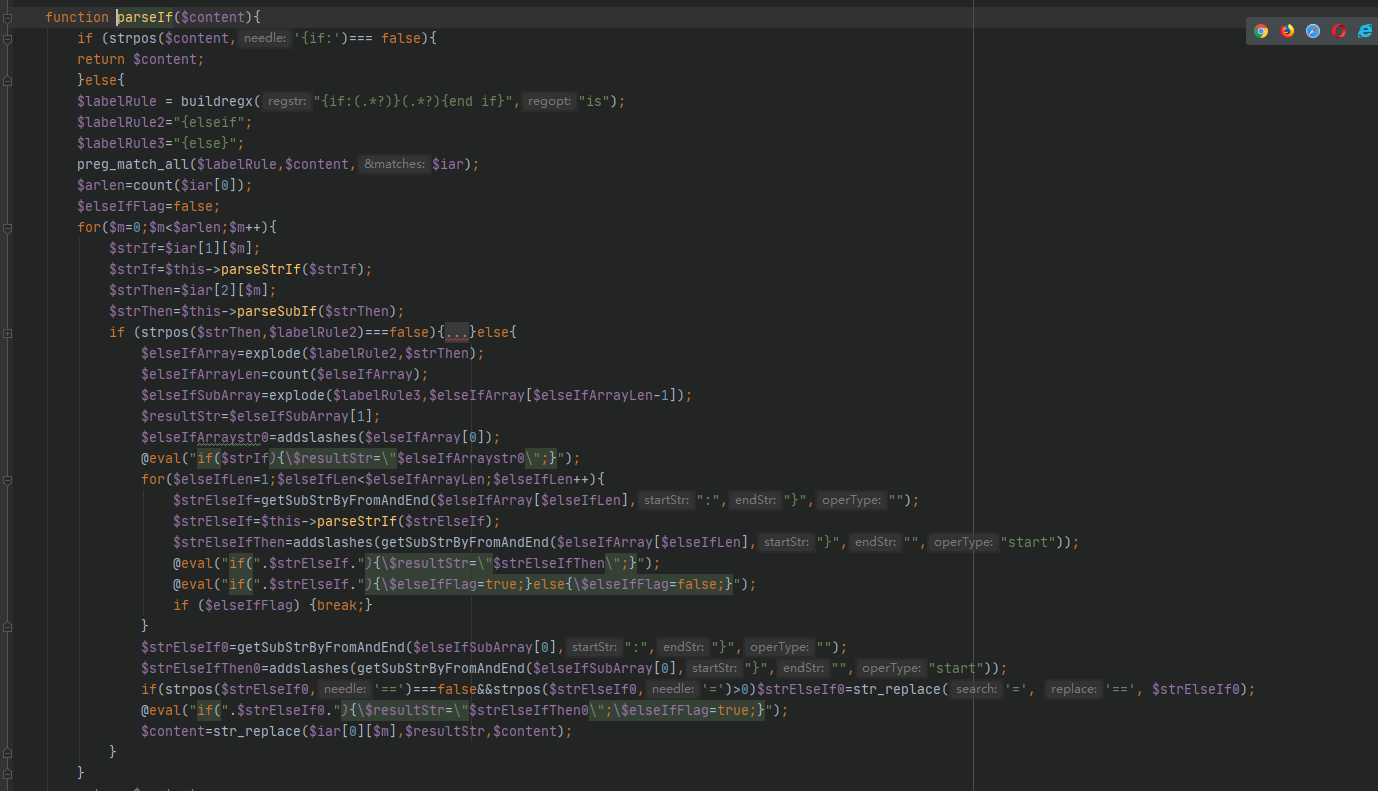 function parseIf($content){
if (strpos($content, needle: '{if:')=== false){
return $content;
}else{
$labelRule = buildregx( regstr: "{if:(.*?)}(.*?){end if}", regopt: "is");
$labelRule2="{elseif";
$labelRule3="{else}";
preg_match_all($labelRule,$content, &matches: $iar);
$arlen=count($iar[0]);
$elseIfFlag=false;
for($m=0;$m<$arlen;$m++){
$strIf=$iar[1][$m];
$strIf=$this->parseStrIf($strIf);
$strThen=$iar[2][$m];
$strThen=$this->parseSubIf($strThen);
if (strpos($strThen,$labelRule2)===false){...}else{
$elseIfArray=explode($labelRule2,$strThen);
$elseIfArrayLen=count($elseIfArray);
$elseIfSubArray=explode($labelRule3,$elseIfArray[$elseIfArrayLen-1]);
$resultStr=$elseIfSubArray[1];
$elseIfArraystr0=addslashes($elseIfArray[0]);
@eval("if($strIf){\$resultStr=\"$elseIfArraystr0\";}");
for($elseIfLen=1;$elseIfLen<$elseIfArrayLen;$elseIfLen++){
$strElseIf=getSubStrByFromAndEnd($elseIfArray[$elseIfLen], startStr: ":", endStr: "}", operType: "");
$strElseIf=$this->parseStrIf($strElseIf);
$strElseIfThen=addslashes(getSubStrByFromAndEnd($elseIfArray[$elseIfLen], startStr: "}", endStr: "", operType: "start"));
@eval("if(".$strElseIf."){\$resultStr=\"$strElseIfThen\";}");
@eval("if(".$strElseIf."){\$elseIfFlag=true;}else{\$elseIfFlag=false;}");
if ($elseIfFlag) {break;}
}
$strElseIf0=getSubStrByFromAndEnd($elseIfSubArray[0], startStr: ":", endStr: "}", operType: "");
$strElseIfThen0=addslashes(getSubStrByFromAndEnd($elseIfSubArray[0], startStr: "}", endStr: "", operType: "start"));
if(strpos($strElseIf0, needle: '==')===false&&strpos($strElseIf0, needle: '=')>0)$strElseIf0=str_replace( search: '=', replace: '==', $strElseIf0);
@eval("if(".$strElseIf0."){\$resultStr=\"$strElseIfThen0\";\$elseIfFlag=true;}");
$content=str_replace($iar[0][$m],$resultStr,$content);
}
}